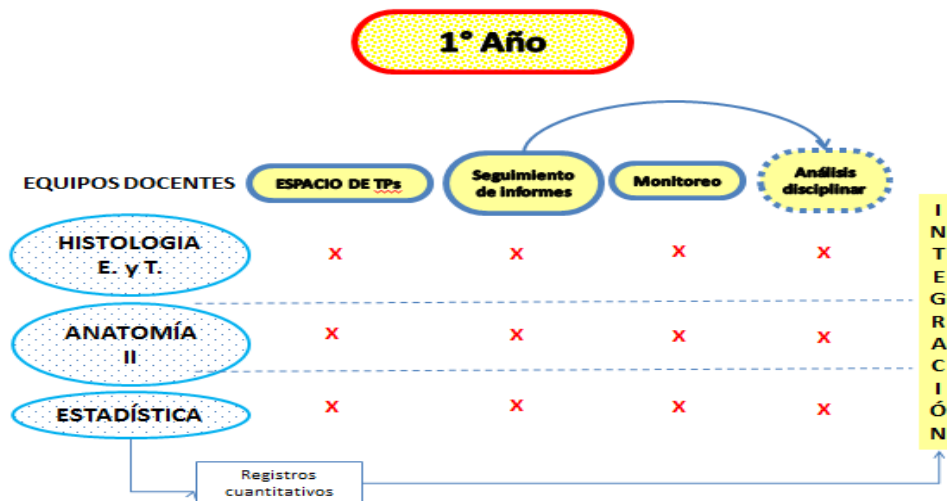 1° Año
EQUIPOS DOCENTES
ESPACIO DE TPs
Seguimiento
de informes
Monitoreo
Análisis
disciplinar
HISTOLOGIA
E. y T.
X X X X
ANATOMÍA
II
X X X X
ESTADÍSTICA
X X X X
INTEGRACIÓN
Registros
cuantitativos